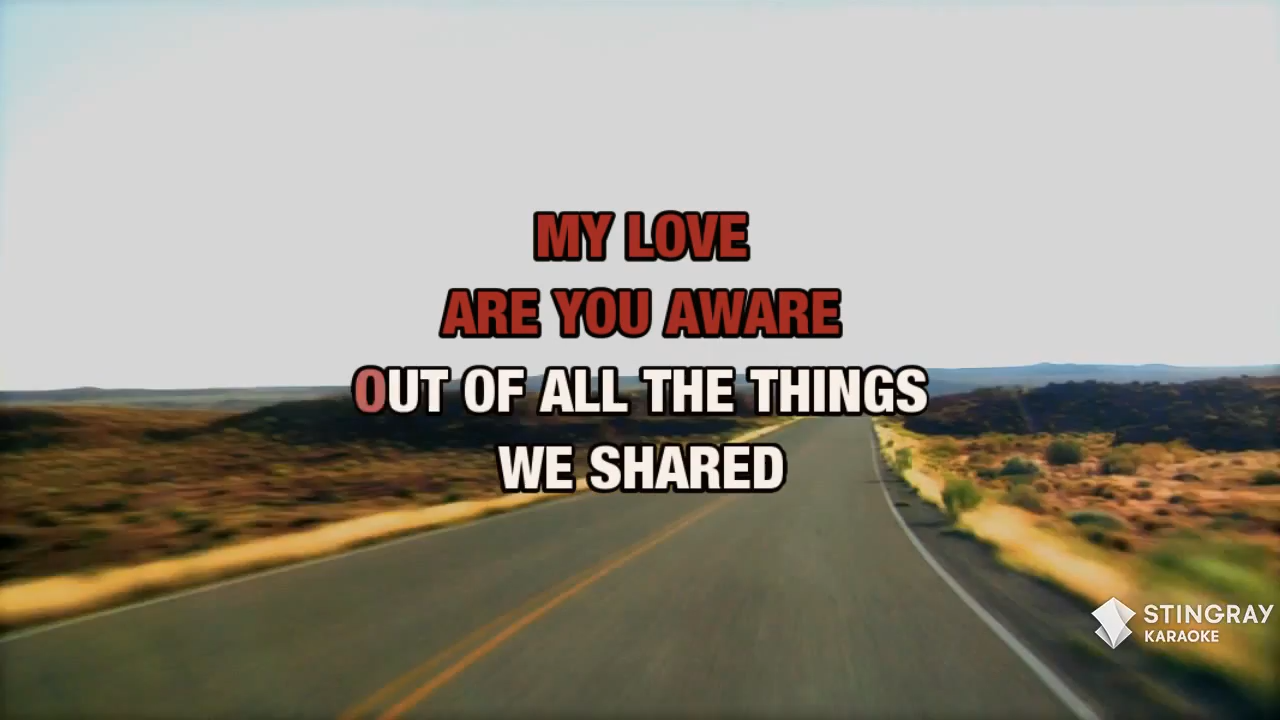 MY LOVE
ARE YOU AWARE
OUT OF ALL THE THINGS
WE SHARED
STINGRAY
KARAOKE